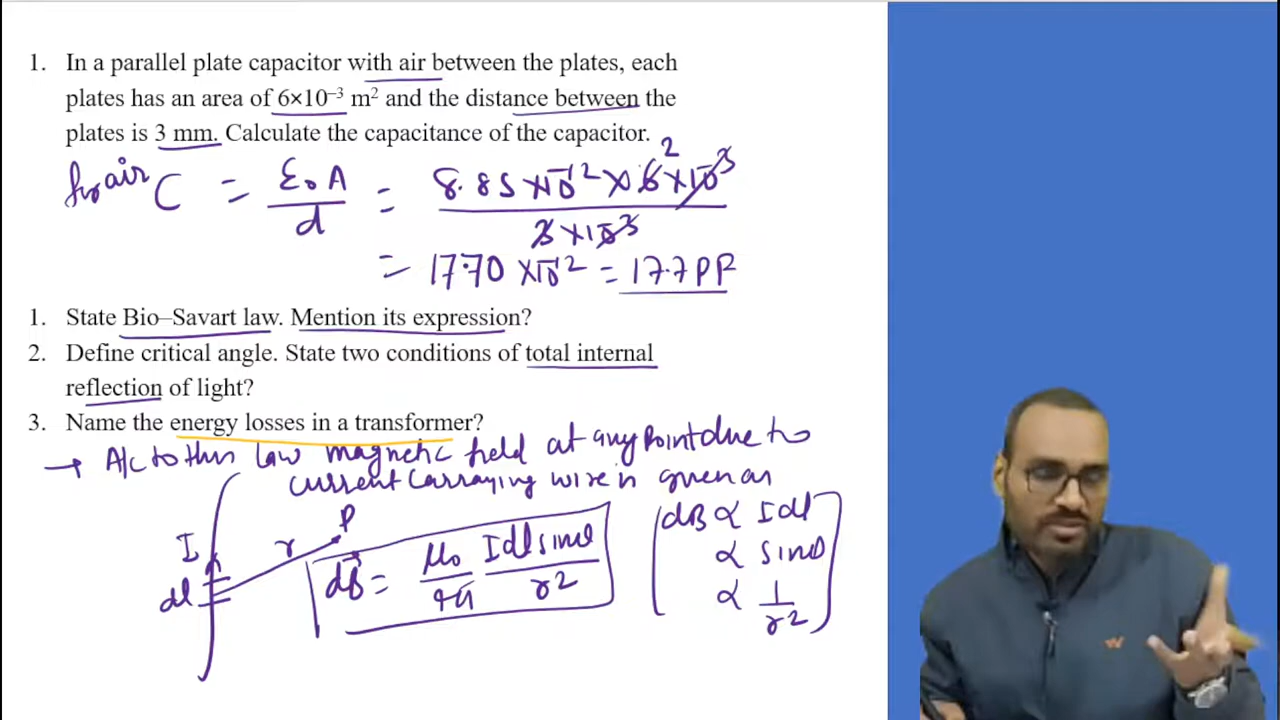 1. In a parallel plate capacitor with air between the plates, each
plates has an area of 6×10⁻³ m² and the distance between the
plates is 3 mm. Calculate the capacitance of the capacitor.
for air C = ε₀A / d = 8.85 × 10⁻¹² × 6 × 10⁻³ / 3 × 10⁻³
2
= 17.70 × 10⁻¹² = 17.7 PF
1. State Bio–Savart law. Mention its expression?
2. Define critical angle. State two conditions of total internal
reflection of light?
3. Name the energy losses in a transformer?
→ A/c to this law magnetic field at any point due to
current carraying wire is given as
I dl r P
dB = μ₀ / 4π Idl sinθ / r²
dB ∝ Idl
∝ sinθ
∝ 1 / r²